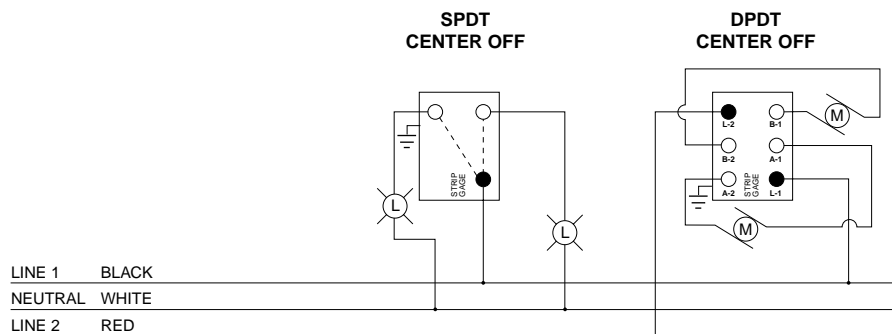 SPDT
CENTER OFF
DPDT
CENTER OFF
L-2
B-1
M
B-2
A-1
STRIP
GAGE
STRIP
GAGE
A-2
L-1
L
M
L
LINE 1 BLACK
NEUTRAL WHITE
LINE 2 RED